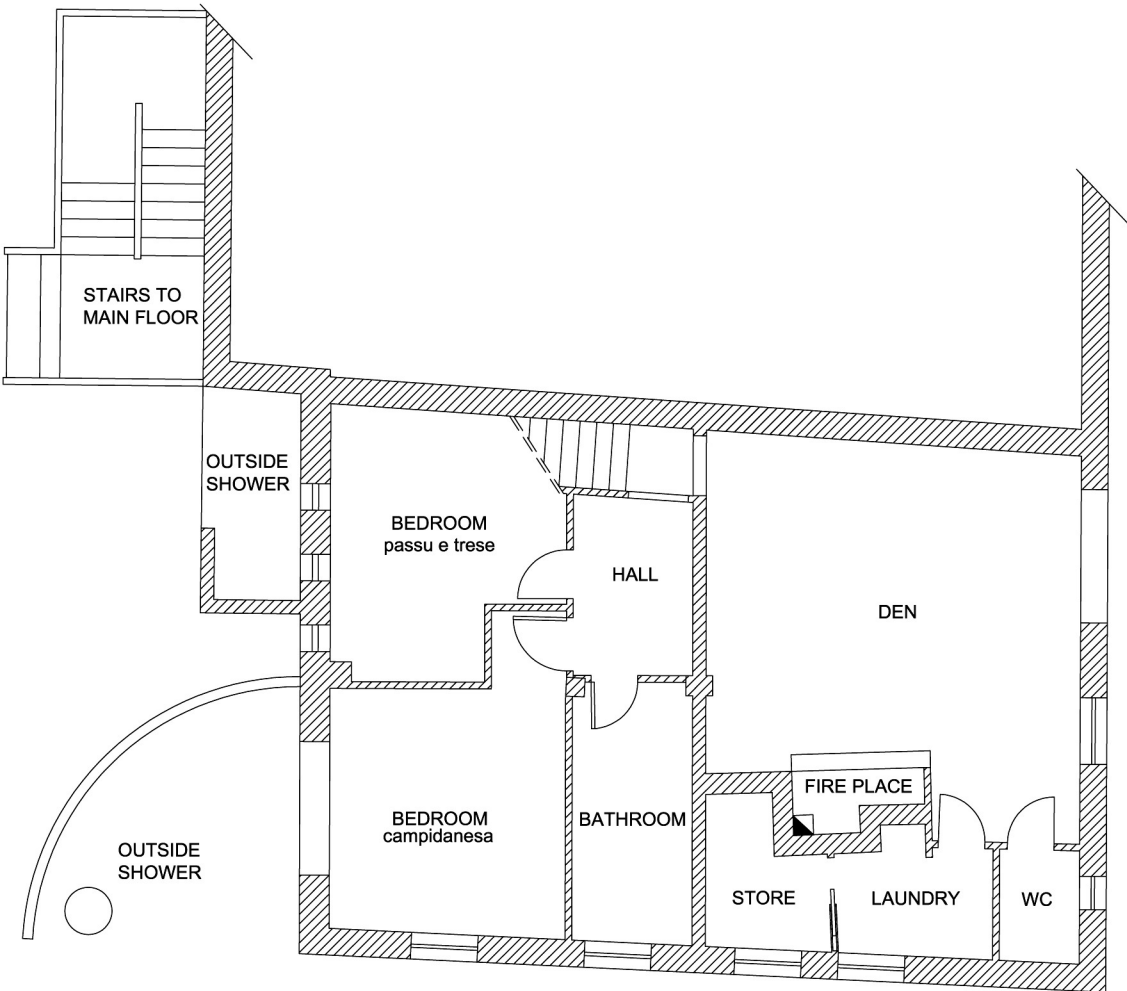 STAIRS TO
MAIN FLOOR
OUTSIDE
SHOWER
BEDROOM
passu e trese
HALL
DEN
FIRE PLACE
BEDROOM
campidanesa
BATHROOM
OUTSIDE
SHOWER
STORE
LAUNDRY
WC